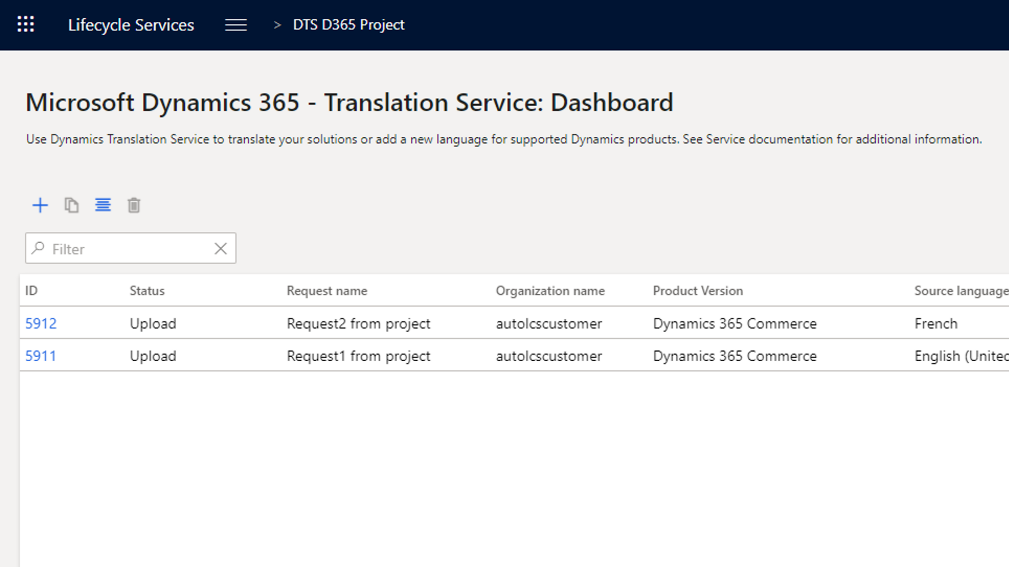 Lifecycle Services > DTS D365 Project
Microsoft Dynamics 365 - Translation Service: Dashboard
Use Dynamics Translation Service to translate your solutions or add a new language for supported Dynamics products. See Service documentation for additional information.
Filter
ID Status Request name Organization name Product Version Source language
5912 Upload Request2 from project autolcscustomer Dynamics 365 Commerce French
5911 Upload Request1 from project autolcscustomer Dynamics 365 Commerce English (United